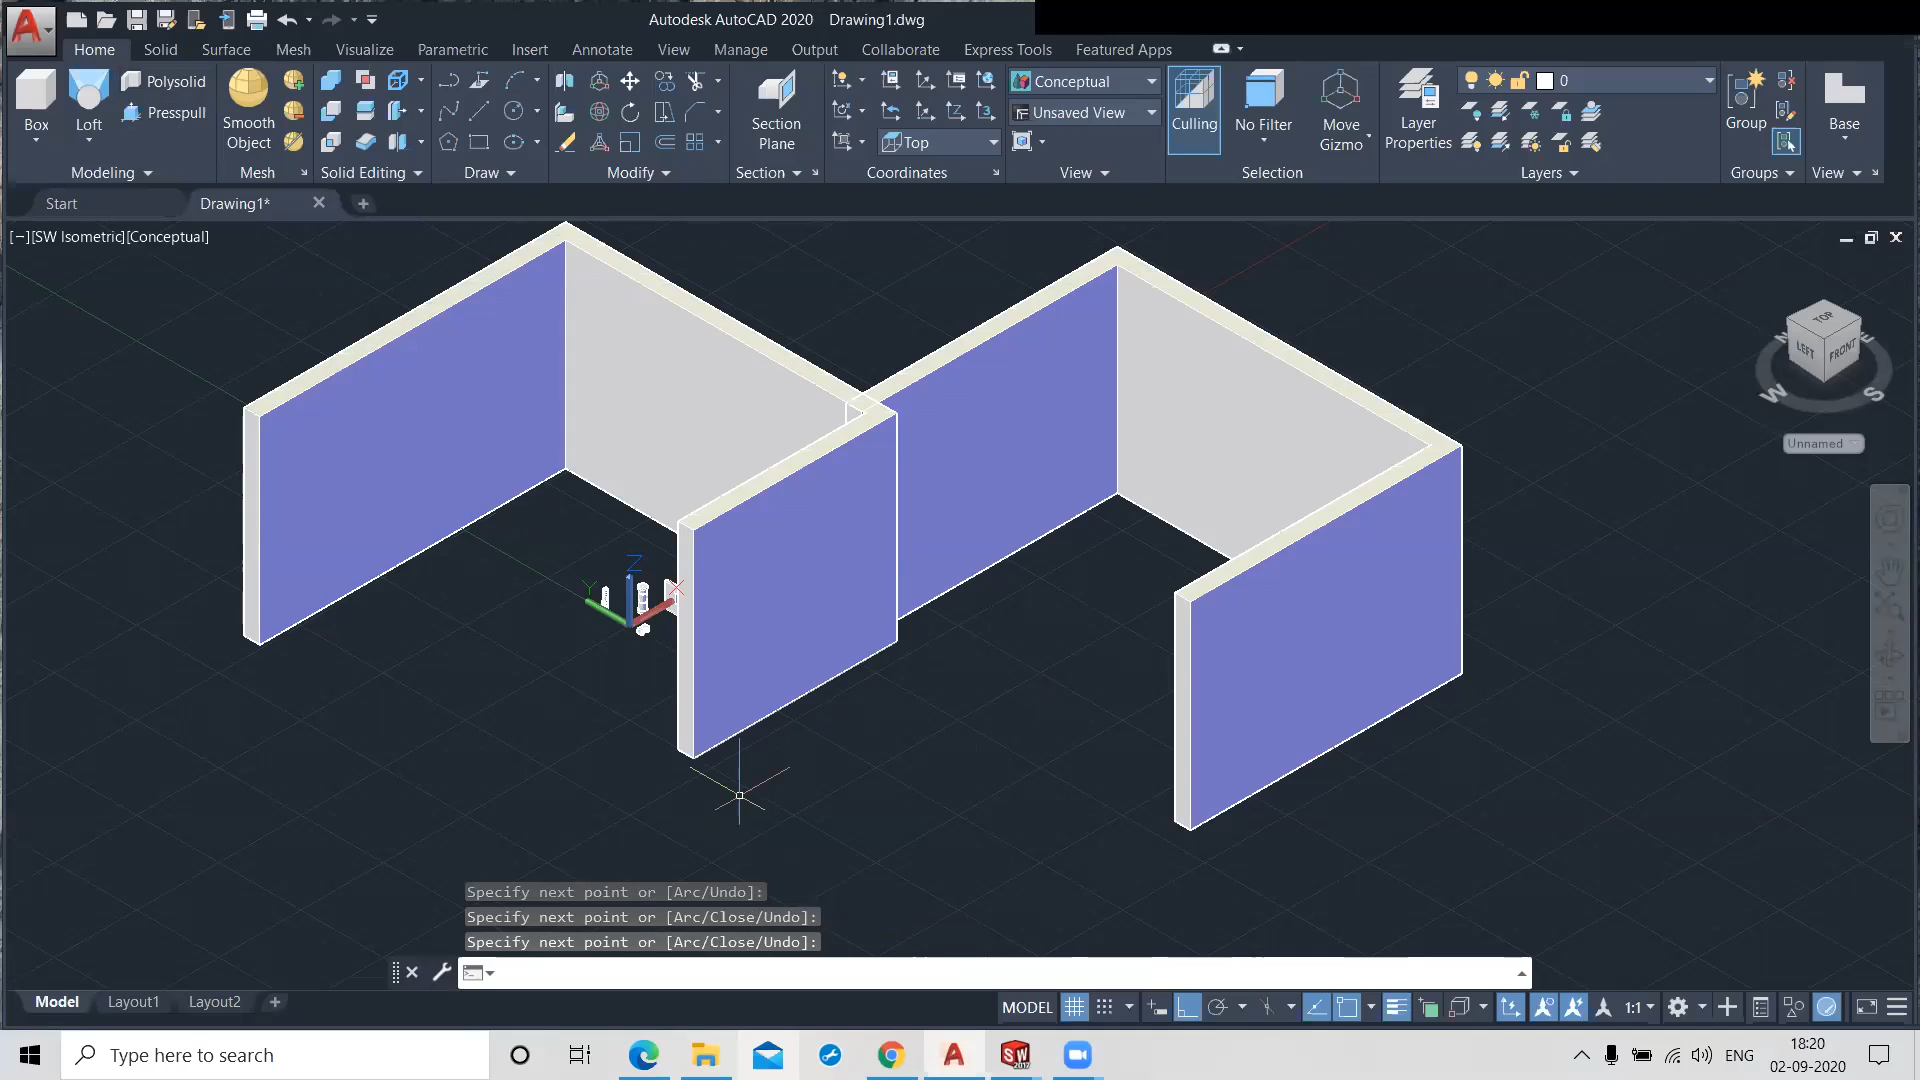 Autodesk AutoCAD 2020 Drawing1.dwg
Home Solid Surface Mesh Visualize Parametric Insert Annotate View Manage Output Collaborate Express Tools Featured Apps
Box
Loft
Polysolid
Presspull
Modeling
Smooth
Object
Mesh
Solid Editing
Draw
Modify
Section
Plane
Section
Top
Coordinates
Conceptual
Unsaved View
View
Culling
No Filter
Move
Gizmo
Selection
Layer
Properties
0
Layers
Group
Groups
Base
View
Start
Drawing1*
[−][SW Isometric][Conceptual]
TOP
LEFT FRONT
W S
Unnamed
Z
Y
X
Specify next point or [Arc/Undo]:
Specify next point or [Arc/Close/Undo]:
Specify next point or [Arc/Close/Undo]:
Model Layout1 Layout2
MODEL
1:1
Type here to search
SW
2017
ENG
18:20
02-09-2020